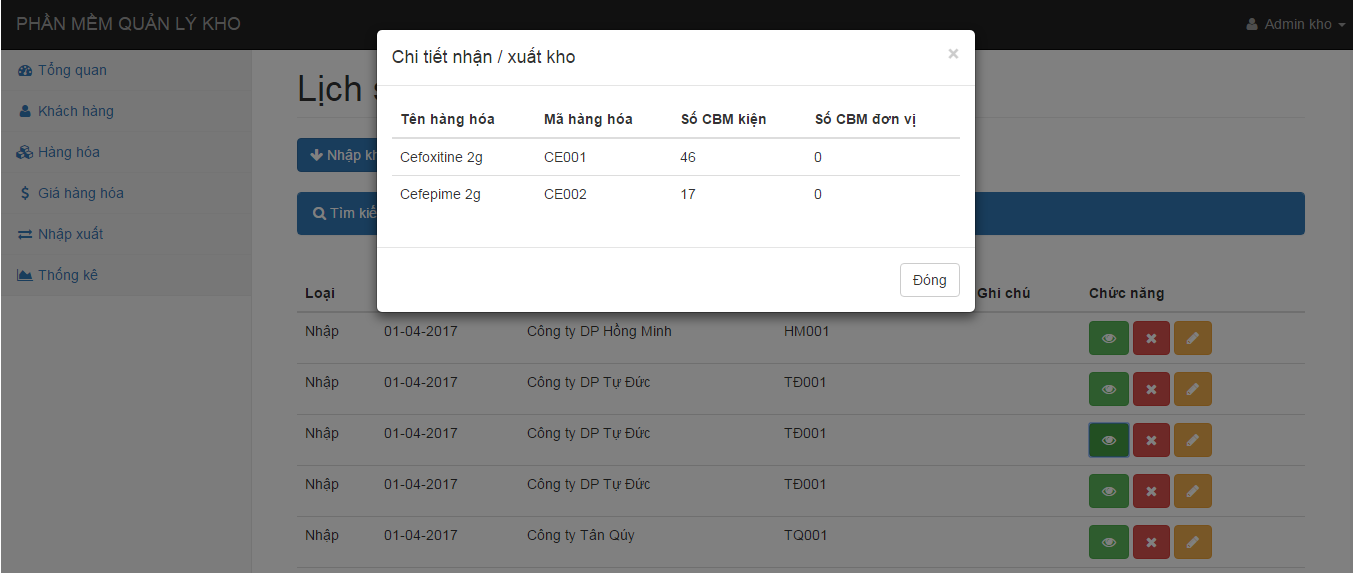 PHẦN MỀM QUẢN LÝ KHO
Admin kho
Tổng quan
Khách hàng
Hàng hóa
Giá hàng hóa
Nhập xuất
Thống kê
Lịch
Nhập
Tìm
Chi tiết nhận / xuất kho
×
Tên hàng hóa Mã hàng hóa Số CBM kiện Số CBM đơn vị
Cefoxitine 2g CE001 46 0
Cefepime 2g CE002 17 0
Đóng
Loại Ghi chú Chức năng
Nhập 01-04-2017 Công ty DP Hồng Minh HM001
Nhập 01-04-2017 Công ty DP Tự Đức TĐ001
Nhập 01-04-2017 Công ty DP Tự Đức TĐ001
Nhập 01-04-2017 Công ty DP Tự Đức TĐ001
Nhập 01-04-2017 Công ty Tân Qúy TQ001